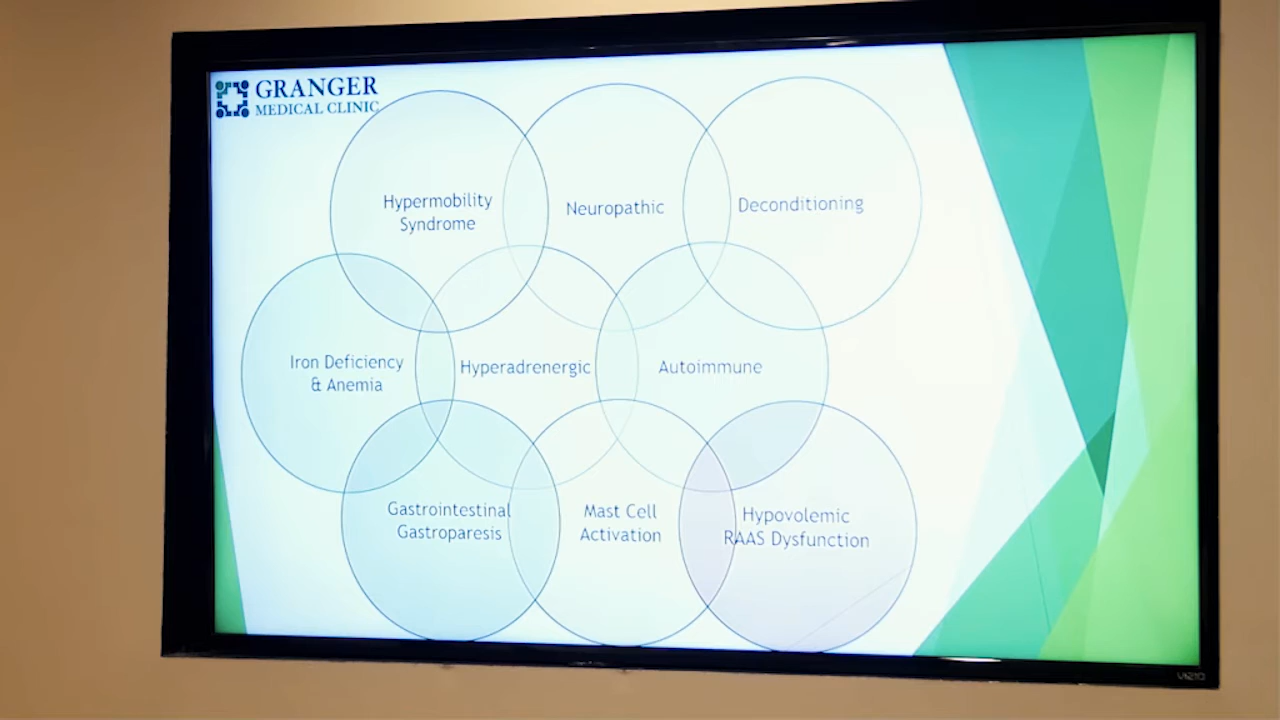 GRANGER
MEDICAL CLINIC
Hypermobility
Syndrome
Neuropathic
Deconditioning
Iron Deficiency
& Anemia
Hyperadrenergic
Autoimmune
Gastrointestinal
Gastroparesis
Mast Cell
Activation
Hypovolemic
RAAS Dysfunction
VIZIO